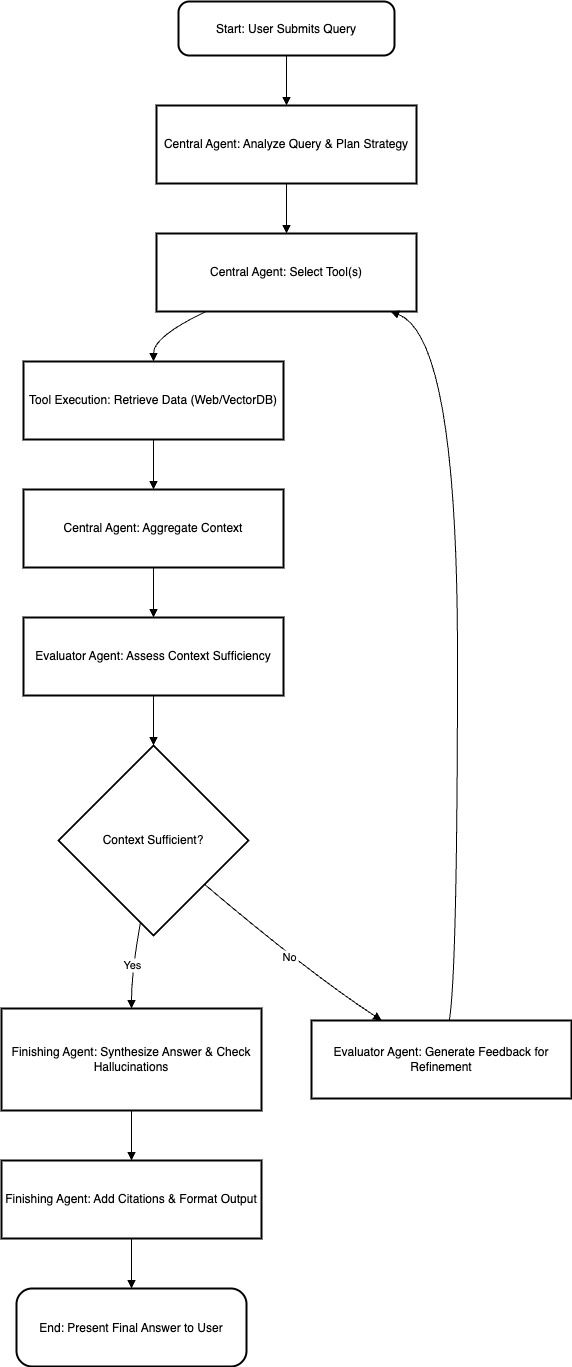 Start: User Submits Query
Central Agent: Analyze Query & Plan Strategy
Central Agent: Select Tool(s)
Tool Execution: Retrieve Data (Web/VectorDB)
Central Agent: Aggregate Context
Evaluator Agent: Assess Context Sufficiency
Context Sufficient?
Yes
No
Finishing Agent: Synthesize Answer & Check
Hallucinations
Evaluator Agent: Generate Feedback for
Refinement
Finishing Agent: Add Citations & Format Output
End: Present Final Answer to User